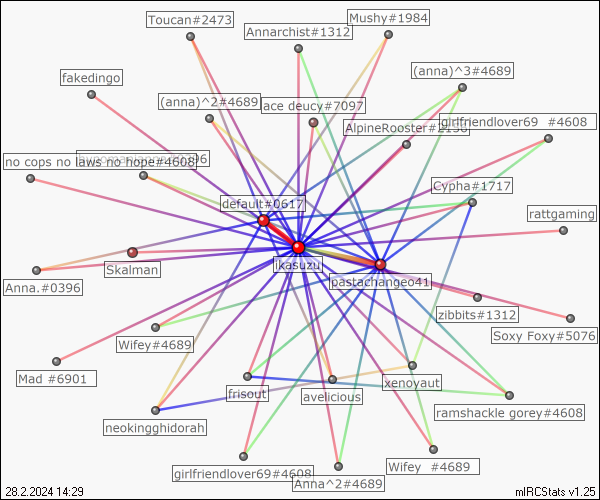 Toucan#2473
Mushy#1984
Annarchist#1312
fakedingo
(anna)^3#4689
(anna)^2#4689
ace deucy#7097
girlfriendlover69 #4608
AlpineRooster#2150
no cops no laws no hope#4608
Cypha#1717
default#0617
rattgaming
ikasuzu
Skalman
Anna.#0396
pastachange041
zibbits#1312
Soxy Foxy#5076
Wifey#4689
Mad #6901
frisout
avelicious
xenoyaut
ramshackle gorey#4608
neokingghidorah
girlfriendlover69#4608
Anna^2#4689
Wifey #4689
28.2.2024 14:29
mIRCStats v1.25